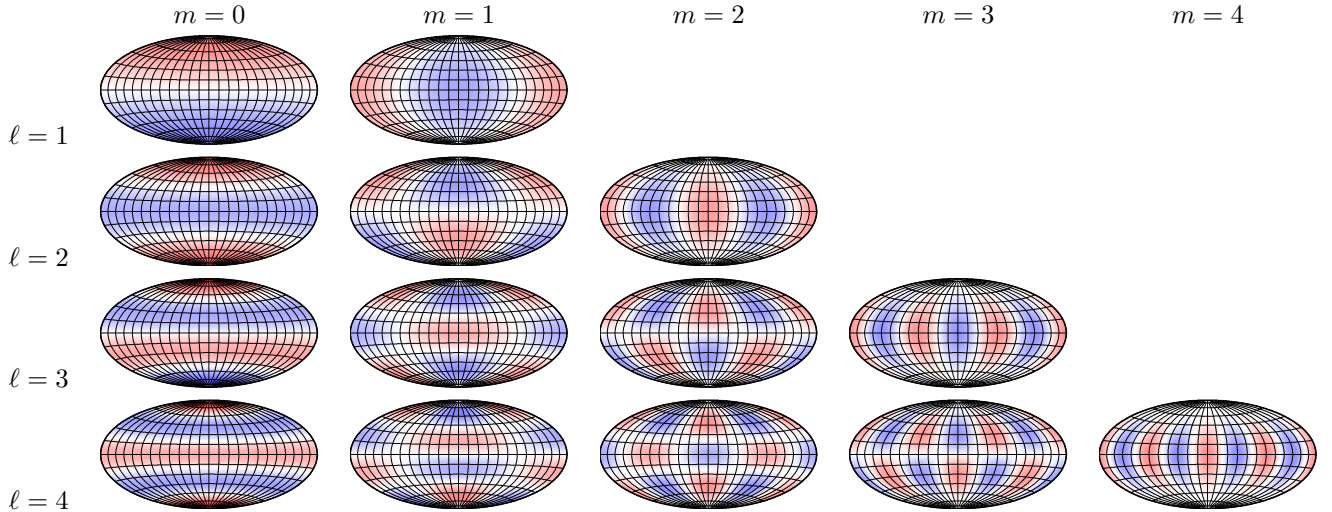 m = 0 m = 1 m = 2 m = 3 m = 4
ℓ = 1
ℓ = 2
ℓ = 3
ℓ = 4